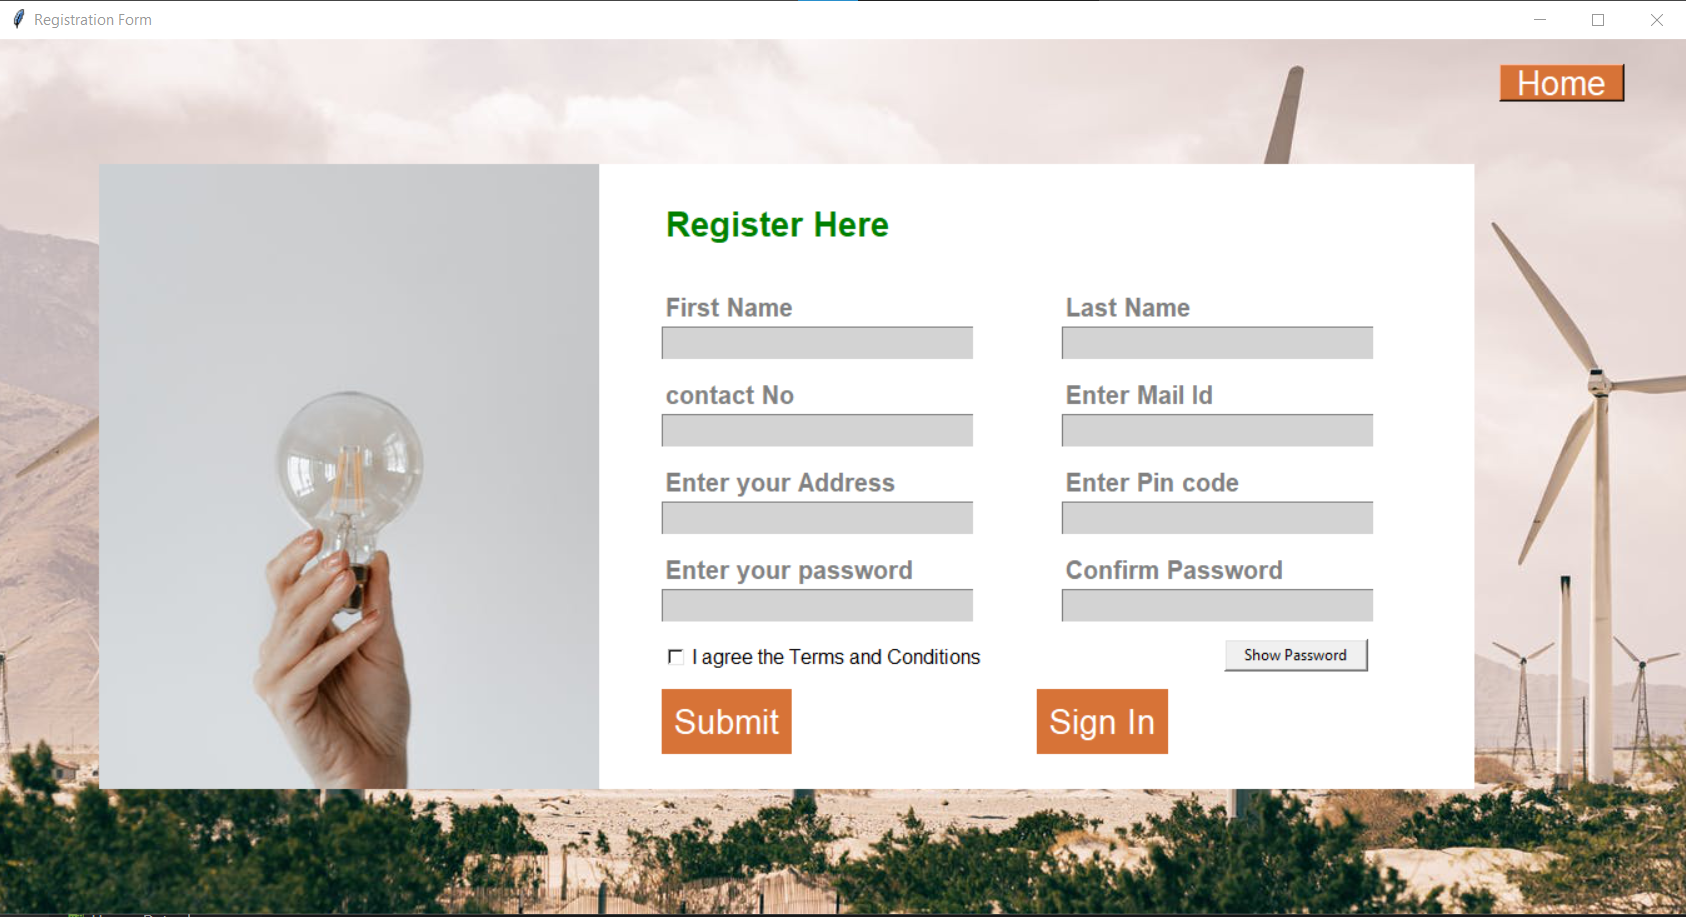 Registration Form
Home
Register Here
First Name
Last Name
contact No
Enter Mail Id
Enter your Address
Enter Pin code
Enter your password
Confirm Password
I agree the Terms and Conditions
Show Password
Submit
Sign In